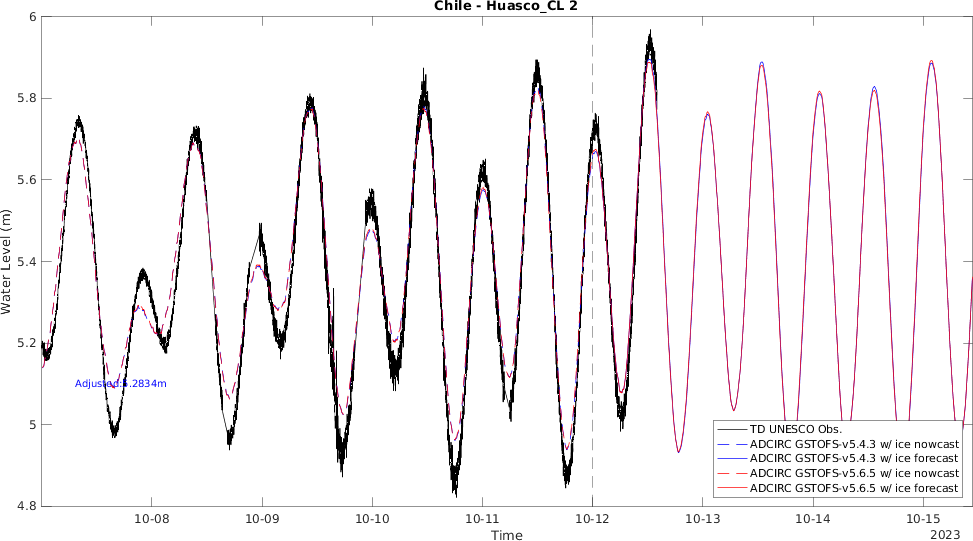 Chile - Huasco_CL 2
6
5.8
5.6
5.4
5.2
5
4.8
Water Level (m)
Adjusted:5.2834m
TD UNESCO Obs.
ADCIRC GSTOFS-v5.4.3 w/ ice nowcast
ADCIRC GSTOFS-v5.4.3 w/ ice forecast
ADCIRC GSTOFS-v5.6.5 w/ ice nowcast
ADCIRC GSTOFS-v5.6.5 w/ ice forecast
10-08 10-09 10-10 10-11 10-12 10-13 10-14 10-15
Time
2023